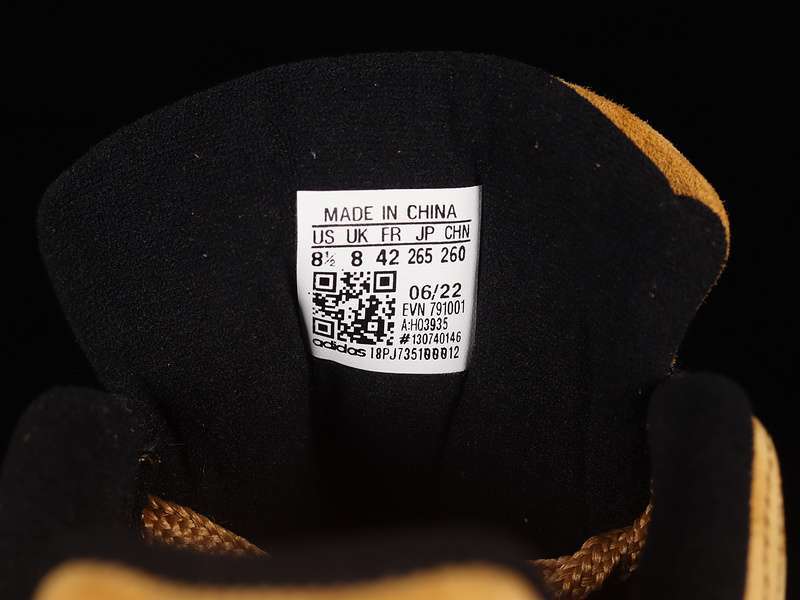 MADE IN CHINA
US UK FR JP CHN
8½ 8 42 265 260
06/22
EVN 791001
A:H03935
#130740146
adidas 18PJ735100012